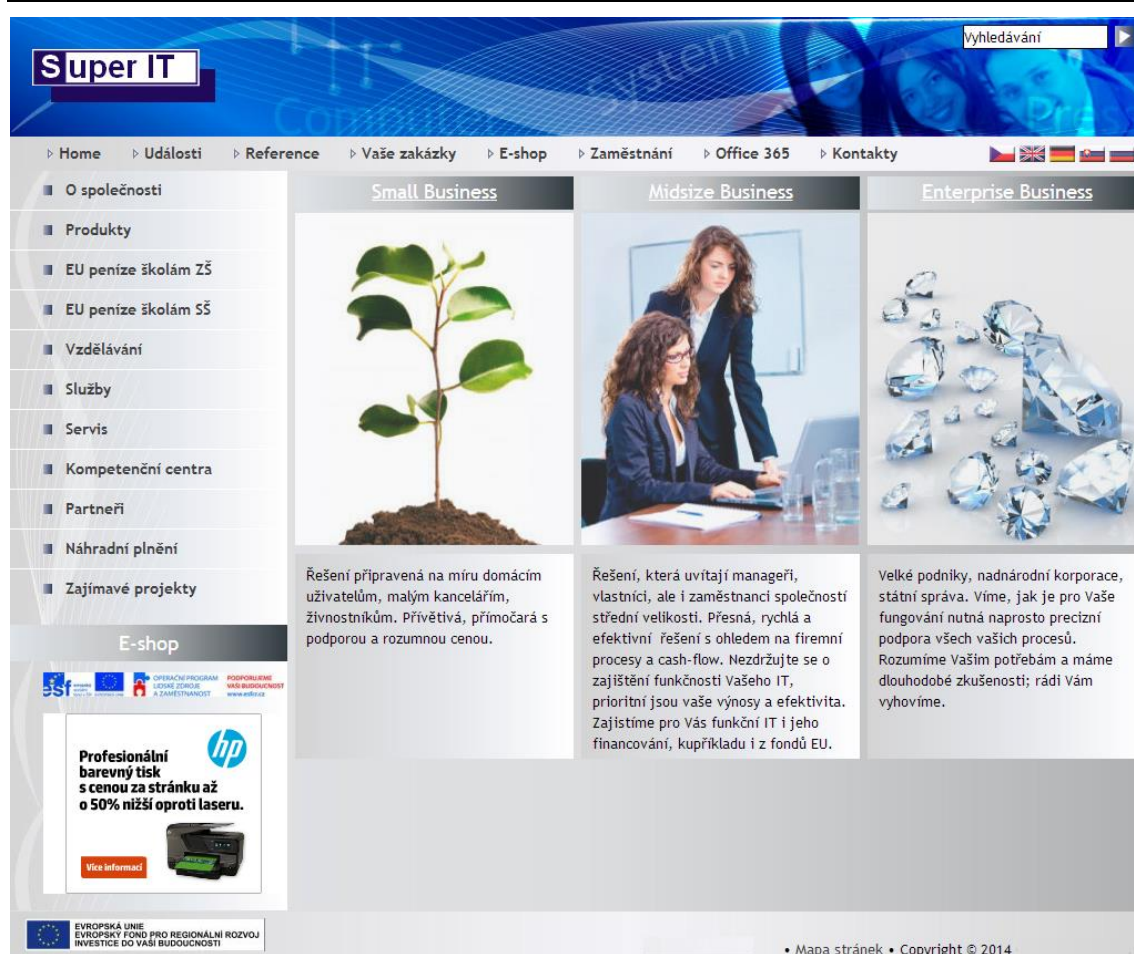 Super IT
Computer
System
Press
Vyhledávání
Home Události Reference Vaše zakázky E-shop Zaměstnání Office 365 Kontakty
O společnosti
Produkty
EU peníze školám ZŠ
EU peníze školám SŠ
Vzdělávání
Služby
Servis
Kompetenční centra
Partneři
Náhradní plnění
Zajímavé projekty
E-shop
esf
OPERAČNÍ PROGRAM
LIDSKÉ ZDROJE
A ZAMĚSTNANOST
PODPORUJEME
VAŠI BUDOUCNOST
www.esfcr.cz
Profesionální
barevný tisk
s cenou za stránku až
o 50% nižší oproti laseru.
hp
Více informací
Small Business
Řešení připravená na míru domácím
uživatelům, malým kancelářím,
živnostníkům. Přívětivá, přímočará s
podporou a rozumnou cenou.
Midsize Business
Řešení, která uvítají manageři,
vlastníci, ale i zaměstnanci společností
střední velikosti. Přesná, rychlá a
efektivní řešení s ohledem na firemní
procesy a cash-flow. Nezdržujte se o
zajištění funkčnosti Vašeho IT,
prioritní jsou vaše výnosy a efektivita.
Zajistíme pro Vás funkční IT i jeho
financování, kupříkladu i z fondů EU.
Enterprise Business
Velké podniky, nadnárodní korporace,
státní správa. Víme, jak je pro Vaše
fungování nutná naprosto precizní
podpora všech vašich procesů.
Rozumíme Vašim potřebám a máme
dlouhodobé zkušenosti; rádi Vám
vyhovíme.
EVROPSKÁ UNIE
EVROPSKÝ FOND PRO REGIONÁLNÍ ROZVOJ
INVESTICE DO VAŠÍ BUDOUCNOSTI
• Mapa stránek • Copyright © 2014